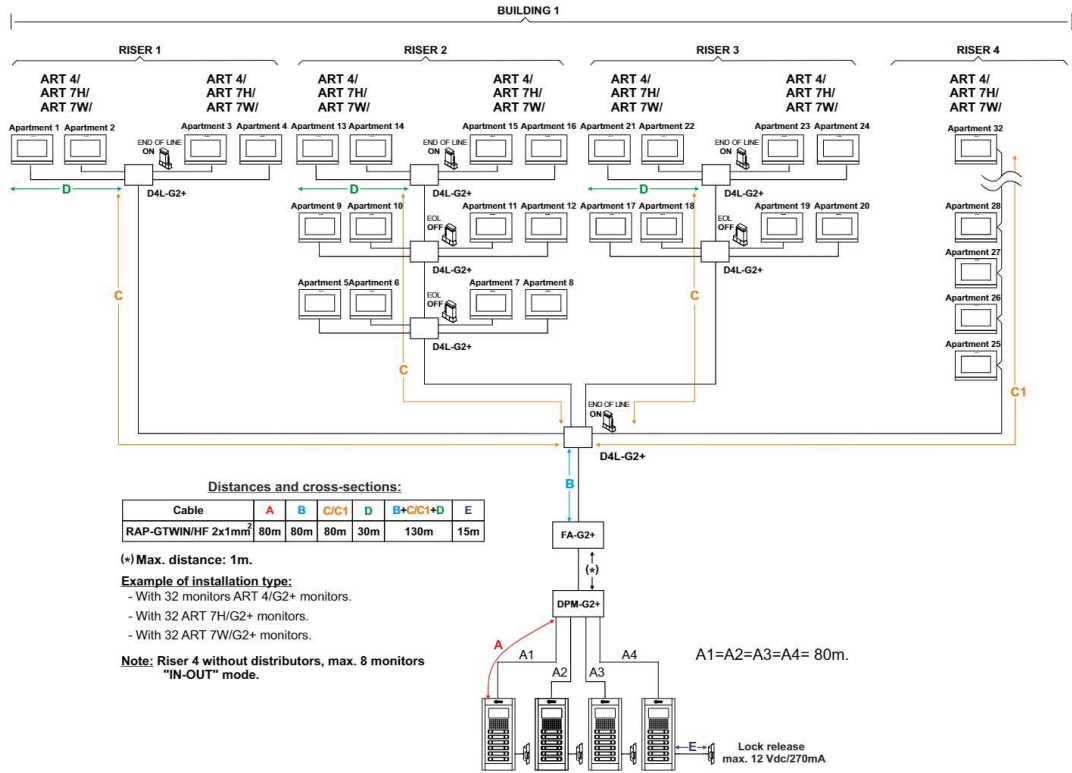 BUILDING 1
RISER 1
RISER 2
RISER 3
RISER 4
ART 4/
ART 7H/
ART 7W/
ART 4/
ART 7H/
ART 7W/
ART 4/
ART 7H/
ART 7W/
ART 4/
ART 7H/
ART 7W/
ART 4/
ART 7H/
ART 7W/
ART 4/
ART 7H/
ART 7W/
ART 4/
ART 7H/
ART 7W/
Apartment 1
Apartment 2
END OF LINE
ON
Apartment 3
Apartment 4
D
D4L-G2+
Apartment 13
Apartment 14
END OF LINE
ON
Apartment 15
Apartment 16
D
D4L-G2+
Apartment 21
Apartment 22
END OF LINE
ON
Apartment 23
Apartment 24
D
D4L-G2+
Apartment 32
Apartment 9
Apartment 10
EOL
OFF
Apartment 11
Apartment 12
D4L-G2+
Apartment 17
Apartment 18
EOL
OFF
Apartment 19
Apartment 20
D4L-G2+
Apartment 28
Apartment 27
Apartment 26
Apartment 25
C
Apartment 5
Apartment 6
EOL
OFF
Apartment 7
Apartment 8
D4L-G2+
C
C
C1
END OF LINE
ON
D4L-G2+
B
Distances and cross-sections:
Cable A B C/C1 D B+C/C1+D E
RAP-GTWIN/HF 2x1mm² 80m 80m 80m 30m 130m 15m
(*) Max. distance: 1m.
Example of installation type:
- With 32 monitors ART 4/G2+ monitors.
- With 32 ART 7H/G2+ monitors.
- With 32 ART 7W/G2+ monitors.
Note: Riser 4 without distributors, max. 8 monitors
"IN-OUT" mode.
FA-G2+
(*)
DPM-G2+
A
A1
A2
A3
A4
A1=A2=A3=A4= 80m.
E
Lock release
max. 12 Vdc/270mA